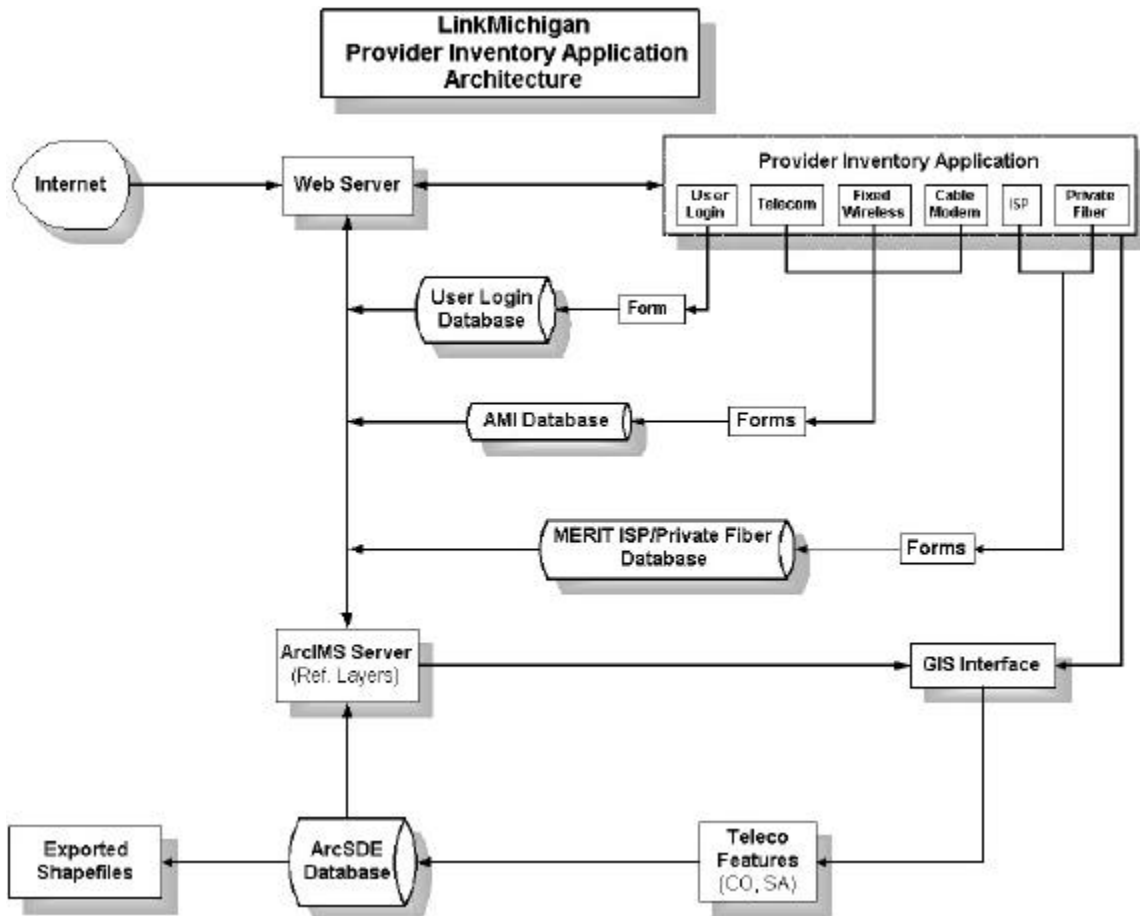 LinkMichigan
Provider Inventory Application
Architecture
Internet
Web Server
Provider Inventory Application
User
Login
Telecom
Fixed
Wireless
Cable
Modem
ISP
Private
Fiber
User Login
Database
Form
AMI Database
Forms
MERIT ISP/Private Fiber
Database
Forms
ArcIMS Server
(Ref. Layers)
GIS Interface
Exported
Shapefiles
ArcSDE
Database
Teleco
Features
(CO, SA)